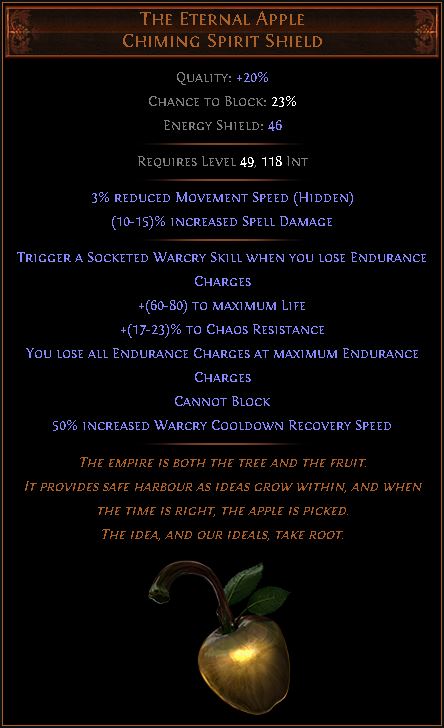 The Eternal Apple
Chiming Spirit Shield
Quality: +20%
Chance to Block: 23%
Energy Shield: 46
Requires Level 49, 118 Int
3% reduced Movement Speed (Hidden)
(10-15)% increased Spell Damage
Trigger a Socketed Warcry Skill when you lose Endurance
Charges
+(60-80) to maximum Life
+(17-23)% to Chaos Resistance
You lose all Endurance Charges at maximum Endurance
Charges
Cannot Block
50% increased Warcry Cooldown Recovery Speed
The empire is both the tree and the fruit.
It provides safe harbour as ideas grow within, and when
the time is right, the apple is picked.
The idea, and our ideals, take root.